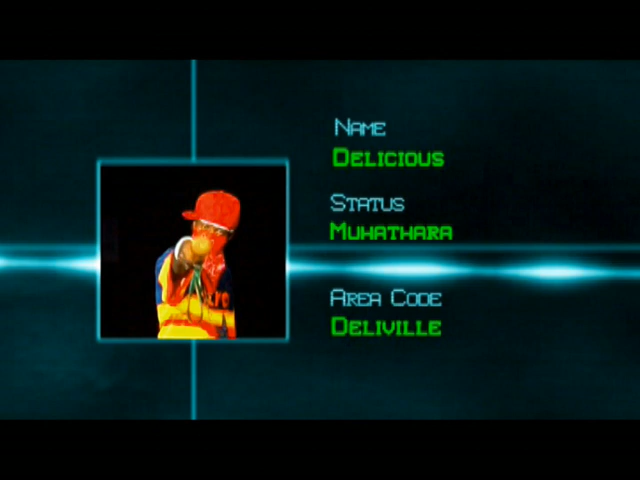 Name
Delicious
Status
Muhathara
Area Code
Deliville